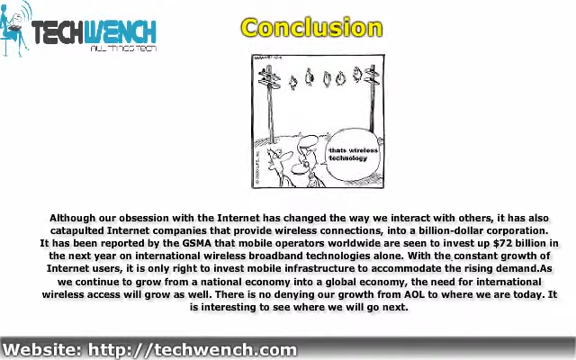 TECHWENCH
ALL THINGS TECH
Conclusion
thats wireless
technology
Although our obsession with the Internet has changed the way we interact with others, it has also
catapulted Internet companies that provide wireless connections, into a billion-dollar corporation.
It has been reported by the GSMA that mobile operators worldwide are seen to invest up $72 billion in
the next year on international wireless broadband technologies alone. With the constant growth of
Internet users, it is only right to invest mobile infrastructure to accommodate the rising demand.As
we continue to grow from a national economy into a global economy, the need for international
wireless access will grow as well. There is no denying our growth from AOL to where we are today. It
is interesting to see where we will go next.
Website: http://techwench.com